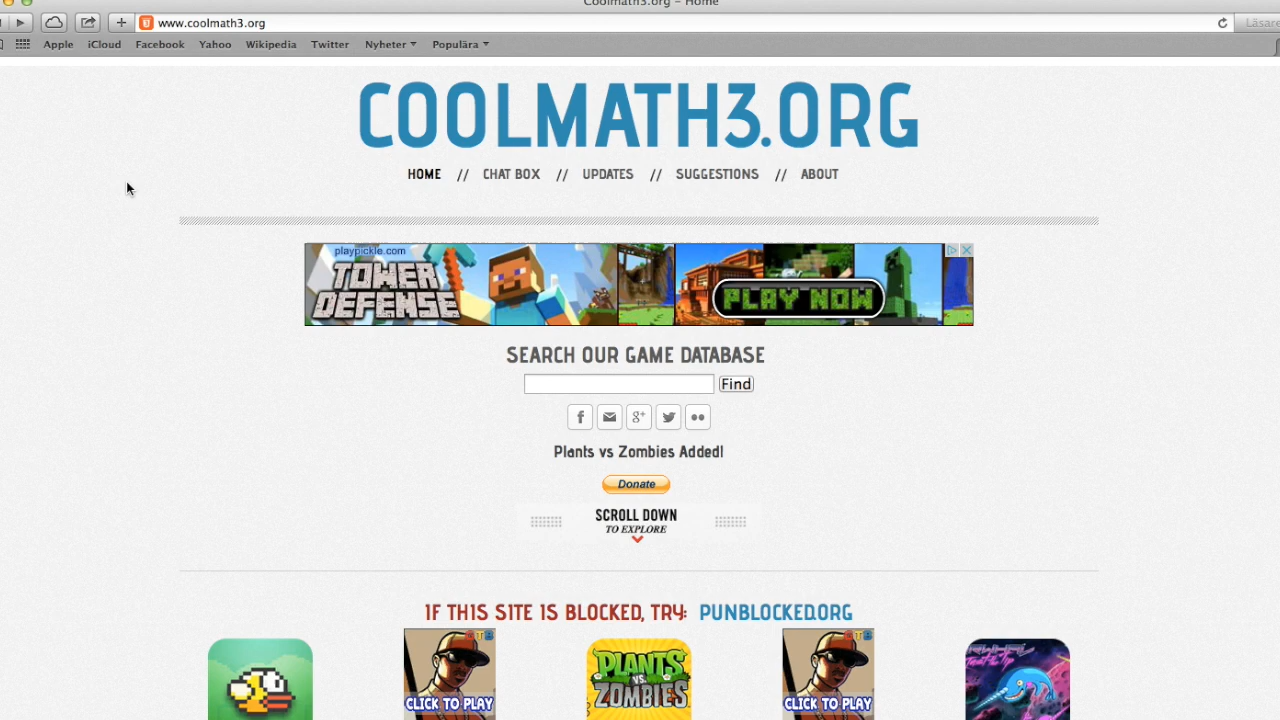 Coolmath3.org – Home
www.coolmath3.org
Läsare
Apple iCloud Facebook Yahoo Wikipedia Twitter Nyheter Populära
COOLMATH3.ORG
HOME // CHAT BOX // UPDATES // SUGGESTIONS // ABOUT
playpickle.com
TOWER
DEFENSE
PLAY NOW
SEARCH OUR GAME DATABASE
Find
Plants vs Zombies Added!
Donate
SCROLL DOWN
TO EXPLORE
IF THIS SITE IS BLOCKED, TRY: PUNBLOCKED.ORG
CLICK TO PLAY
PLANTS
VS.
ZOMBIES
CLICK TO PLAY